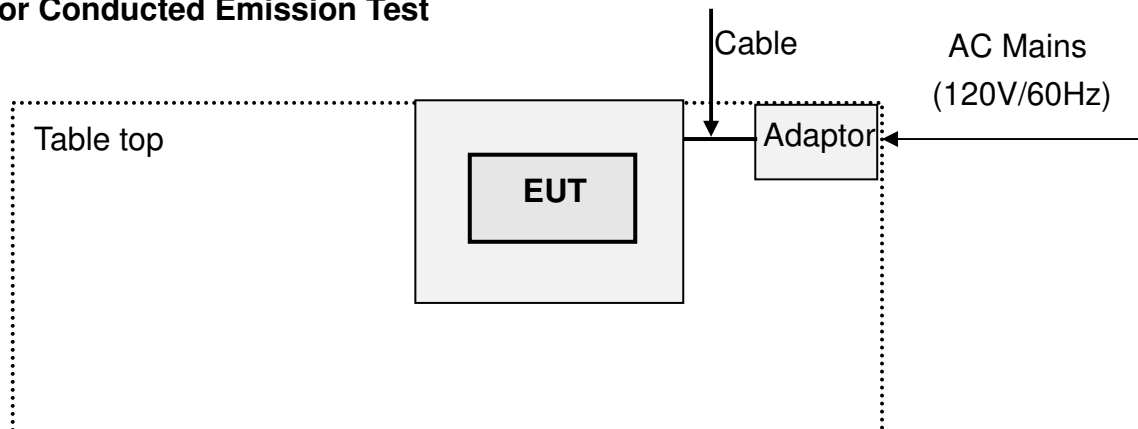 or Conducted Emission Test
Cable
AC Mains
(120V/60Hz)
Table top
Adaptor
EUT